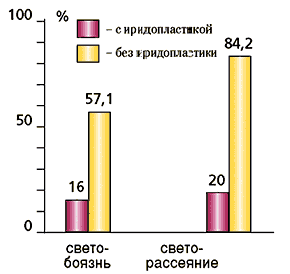 100
%
– с иридопластикой
– без иридопластики
84,2
57,1
50
16
20
0
свето-
боязнь
свето-
рассеяние